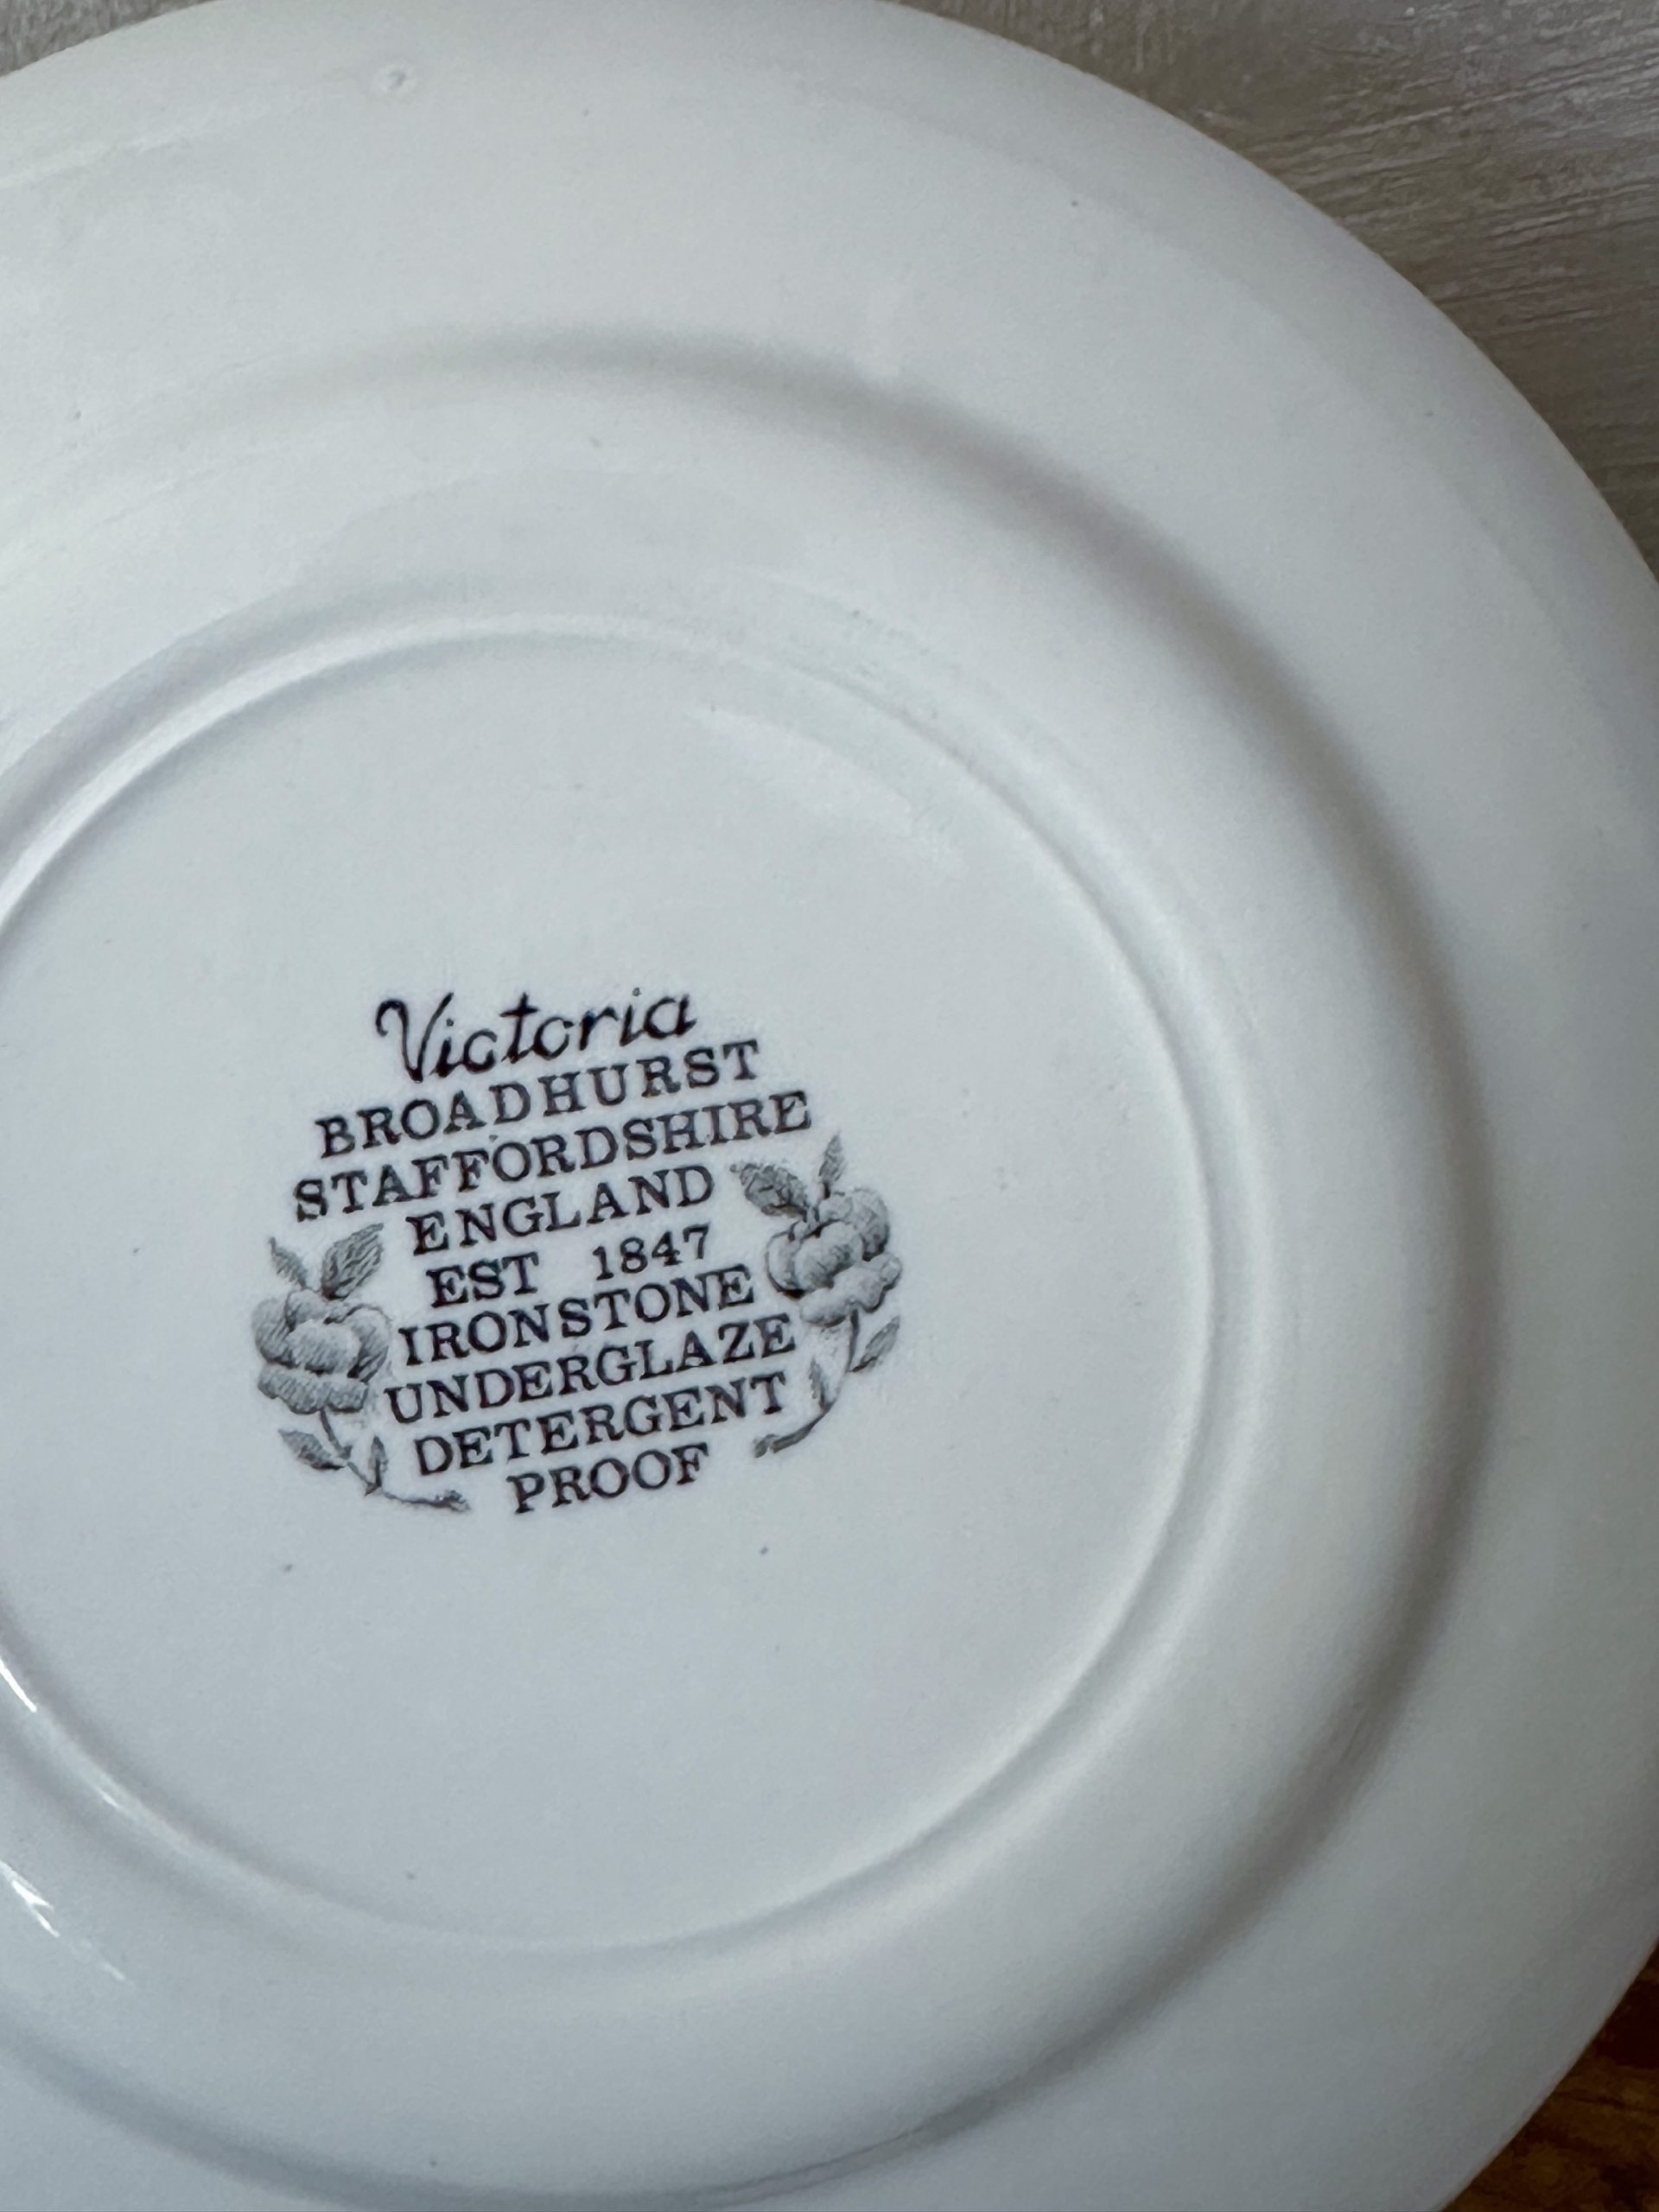 Victoria
BROADHURST
STAFFORDSHIRE
ENGLAND
EST 1847
IRONSTONE
UNDERGLAZE
DETERGENT
PROOF